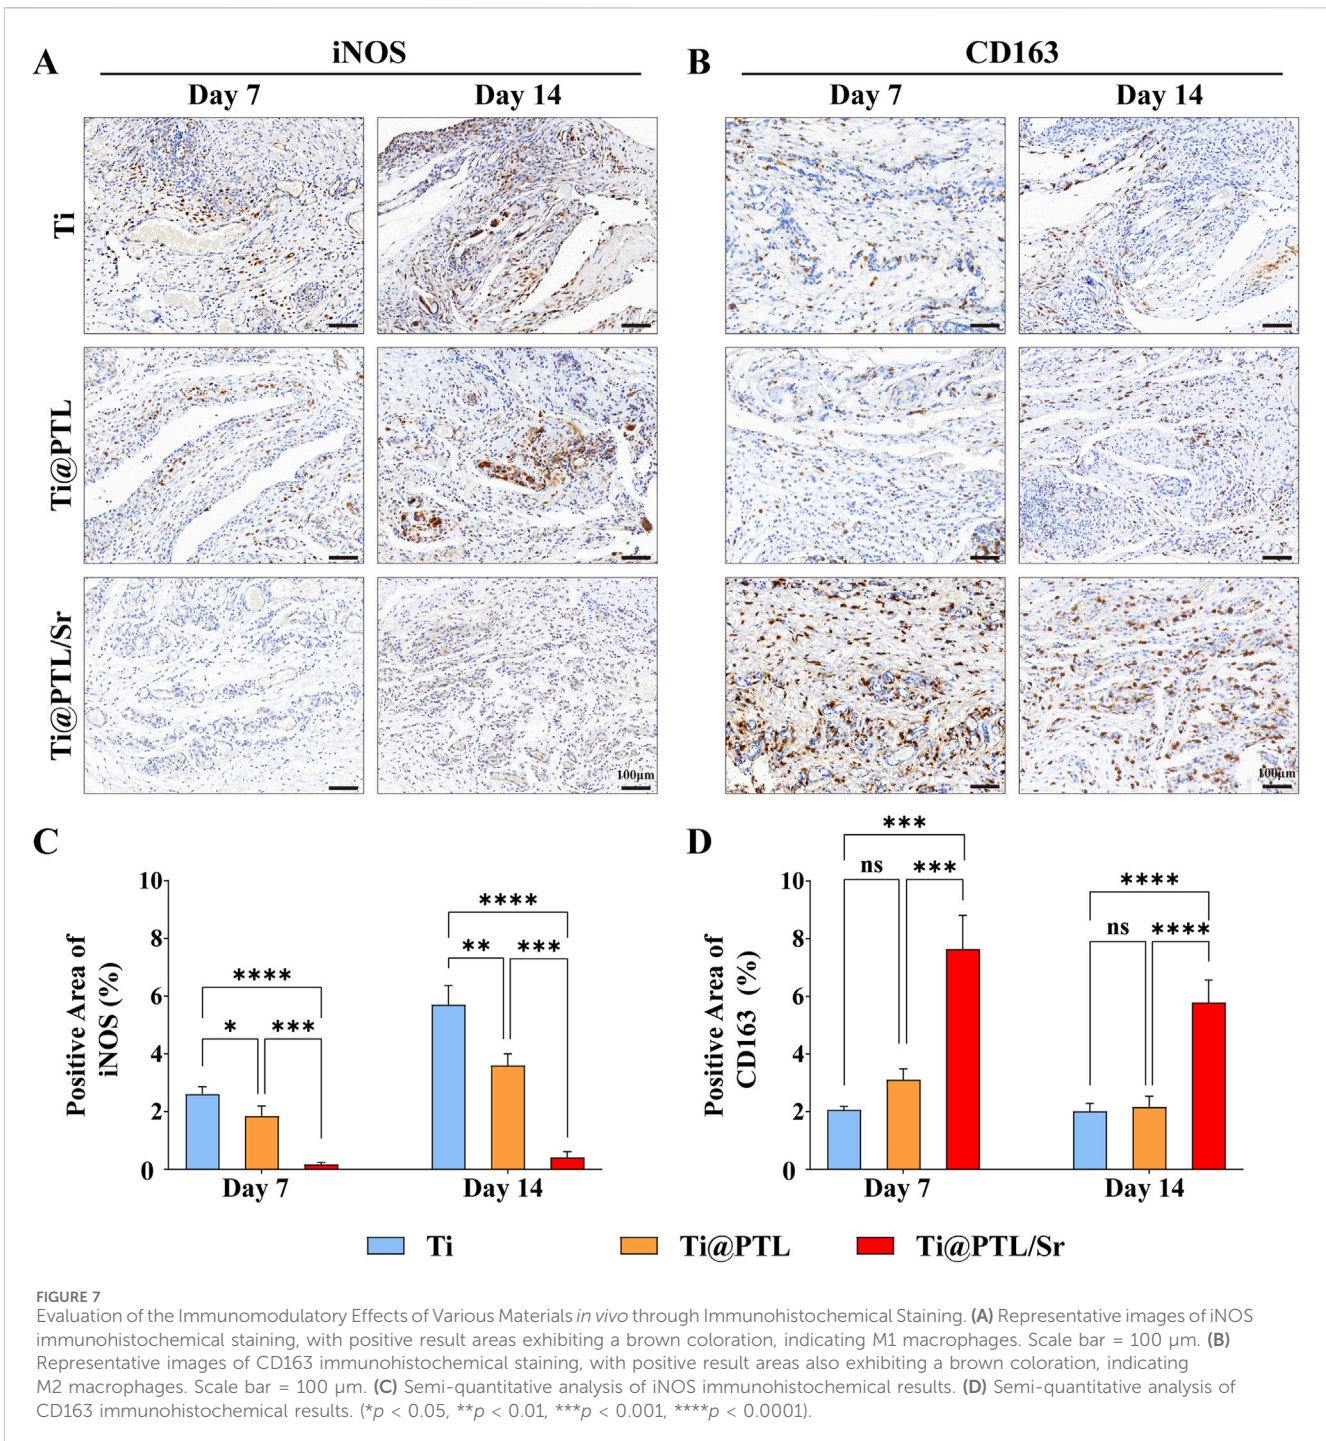 A
iNOS
Day 7
Day 14
B
CD163
Day 7
Day 14
Ti
Ti@PTL
Ti@PTL/Sr
100μm
100μm
C
Positive Area of
iNOS (%)
10
8
6
4
2
0
****
*
***
****
**
***
Day 7
Day 14
D
Positive Area of
CD163 (%)
10
8
6
4
2
0
***
ns
***
****
ns
****
Day 7
Day 14
Ti
Ti@PTL
Ti@PTL/Sr
FIGURE 7
Evaluation of the Immunomodulatory Effects of Various Materials in vivo through Immunohistochemical Staining. (A) Representative images of iNOS
immunohistochemical staining, with positive result areas exhibiting a brown coloration, indicating M1 macrophages. Scale bar = 100 μm. (B)
Representative images of CD163 immunohistochemical staining, with positive result areas also exhibiting a brown coloration, indicating
M2 macrophages. Scale bar = 100 μm. (C) Semi-quantitative analysis of iNOS immunohistochemical results. (D) Semi-quantitative analysis of
CD163 immunohistochemical results. (*p < 0.05, **p < 0.01, ***p < 0.001, ****p < 0.0001).